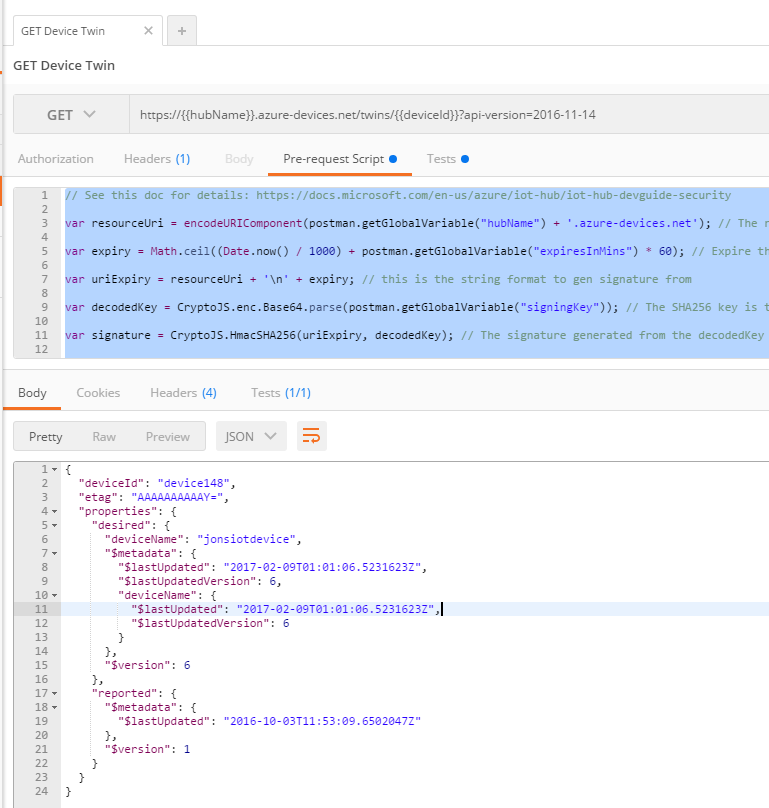 GET Device Twin × +
GET Device Twin
GET https://{{hubName}}.azure-devices.net/twins/{{deviceId}}?api-version=2016-11-14
Authorization Headers (1) Body Pre-request Script Tests
1 // See this doc for details: https://docs.microsoft.com/en-us/azure/iot-hub/iot-hub-devguide-security
2
3 var resourceUri = encodeURIComponent(postman.getGlobalVariable("hubName") + '.azure-devices.net'); // The
4
5 var expiry = Math.ceil((Date.now() / 1000) + postman.getGlobalVariable("expiresInMins") * 60); // Expire
6
7 var uriExpiry = resourceUri + '\n' + expiry; // this is the string format to gen signature from
8
9 var decodedKey = CryptoJS.enc.Base64.parse(postman.getGlobalVariable("signingKey")); // The SHA256 key is
10
11 var signature = CryptoJS.HmacSHA256(uriExpiry, decodedKey); // The signature generated from the decodedKey
12
Body Cookies Headers (4) Tests (1/1)
Pretty Raw Preview JSON
1 {
2 "deviceId": "device148",
3 "etag": "AAAAAAAAAAY=",
4 "properties": {
5 "desired": {
6 "deviceName": "jonsiotdevice",
7 "$metadata": {
8 "$lastUpdated": "2017-02-09T01:01:06.5231623Z",
9 "$lastUpdatedVersion": 6,
10 "deviceName": {
11 "$lastUpdated": "2017-02-09T01:01:06.5231623Z",
12 "$lastUpdatedVersion": 6
13 }
14 },
15 "$version": 6
16 },
17 "reported": {
18 "$metadata": {
19 "$lastUpdated": "2016-10-03T11:53:09.6502047Z"
20 },
21 "$version": 1
22 }
23 }
24 }